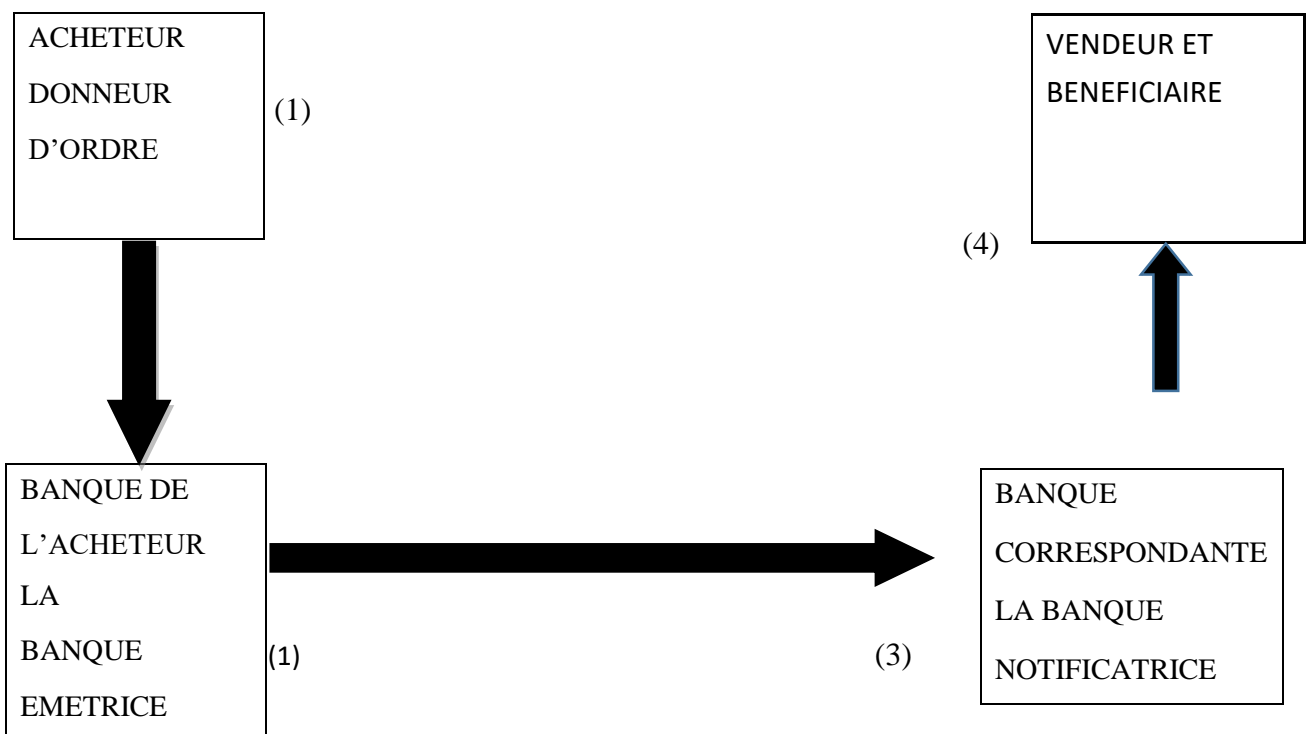 ACHETEUR
DONNEUR
D’ORDRE
(1)
VENDEUR ET
BENEFICIAIRE
(4)
BANQUE DE
L’ACHETEUR
LA
BANQUE
EMETRICE
(1)
(3)
BANQUE
CORRESPONDANTE
LA BANQUE
NOTIFICATRICE